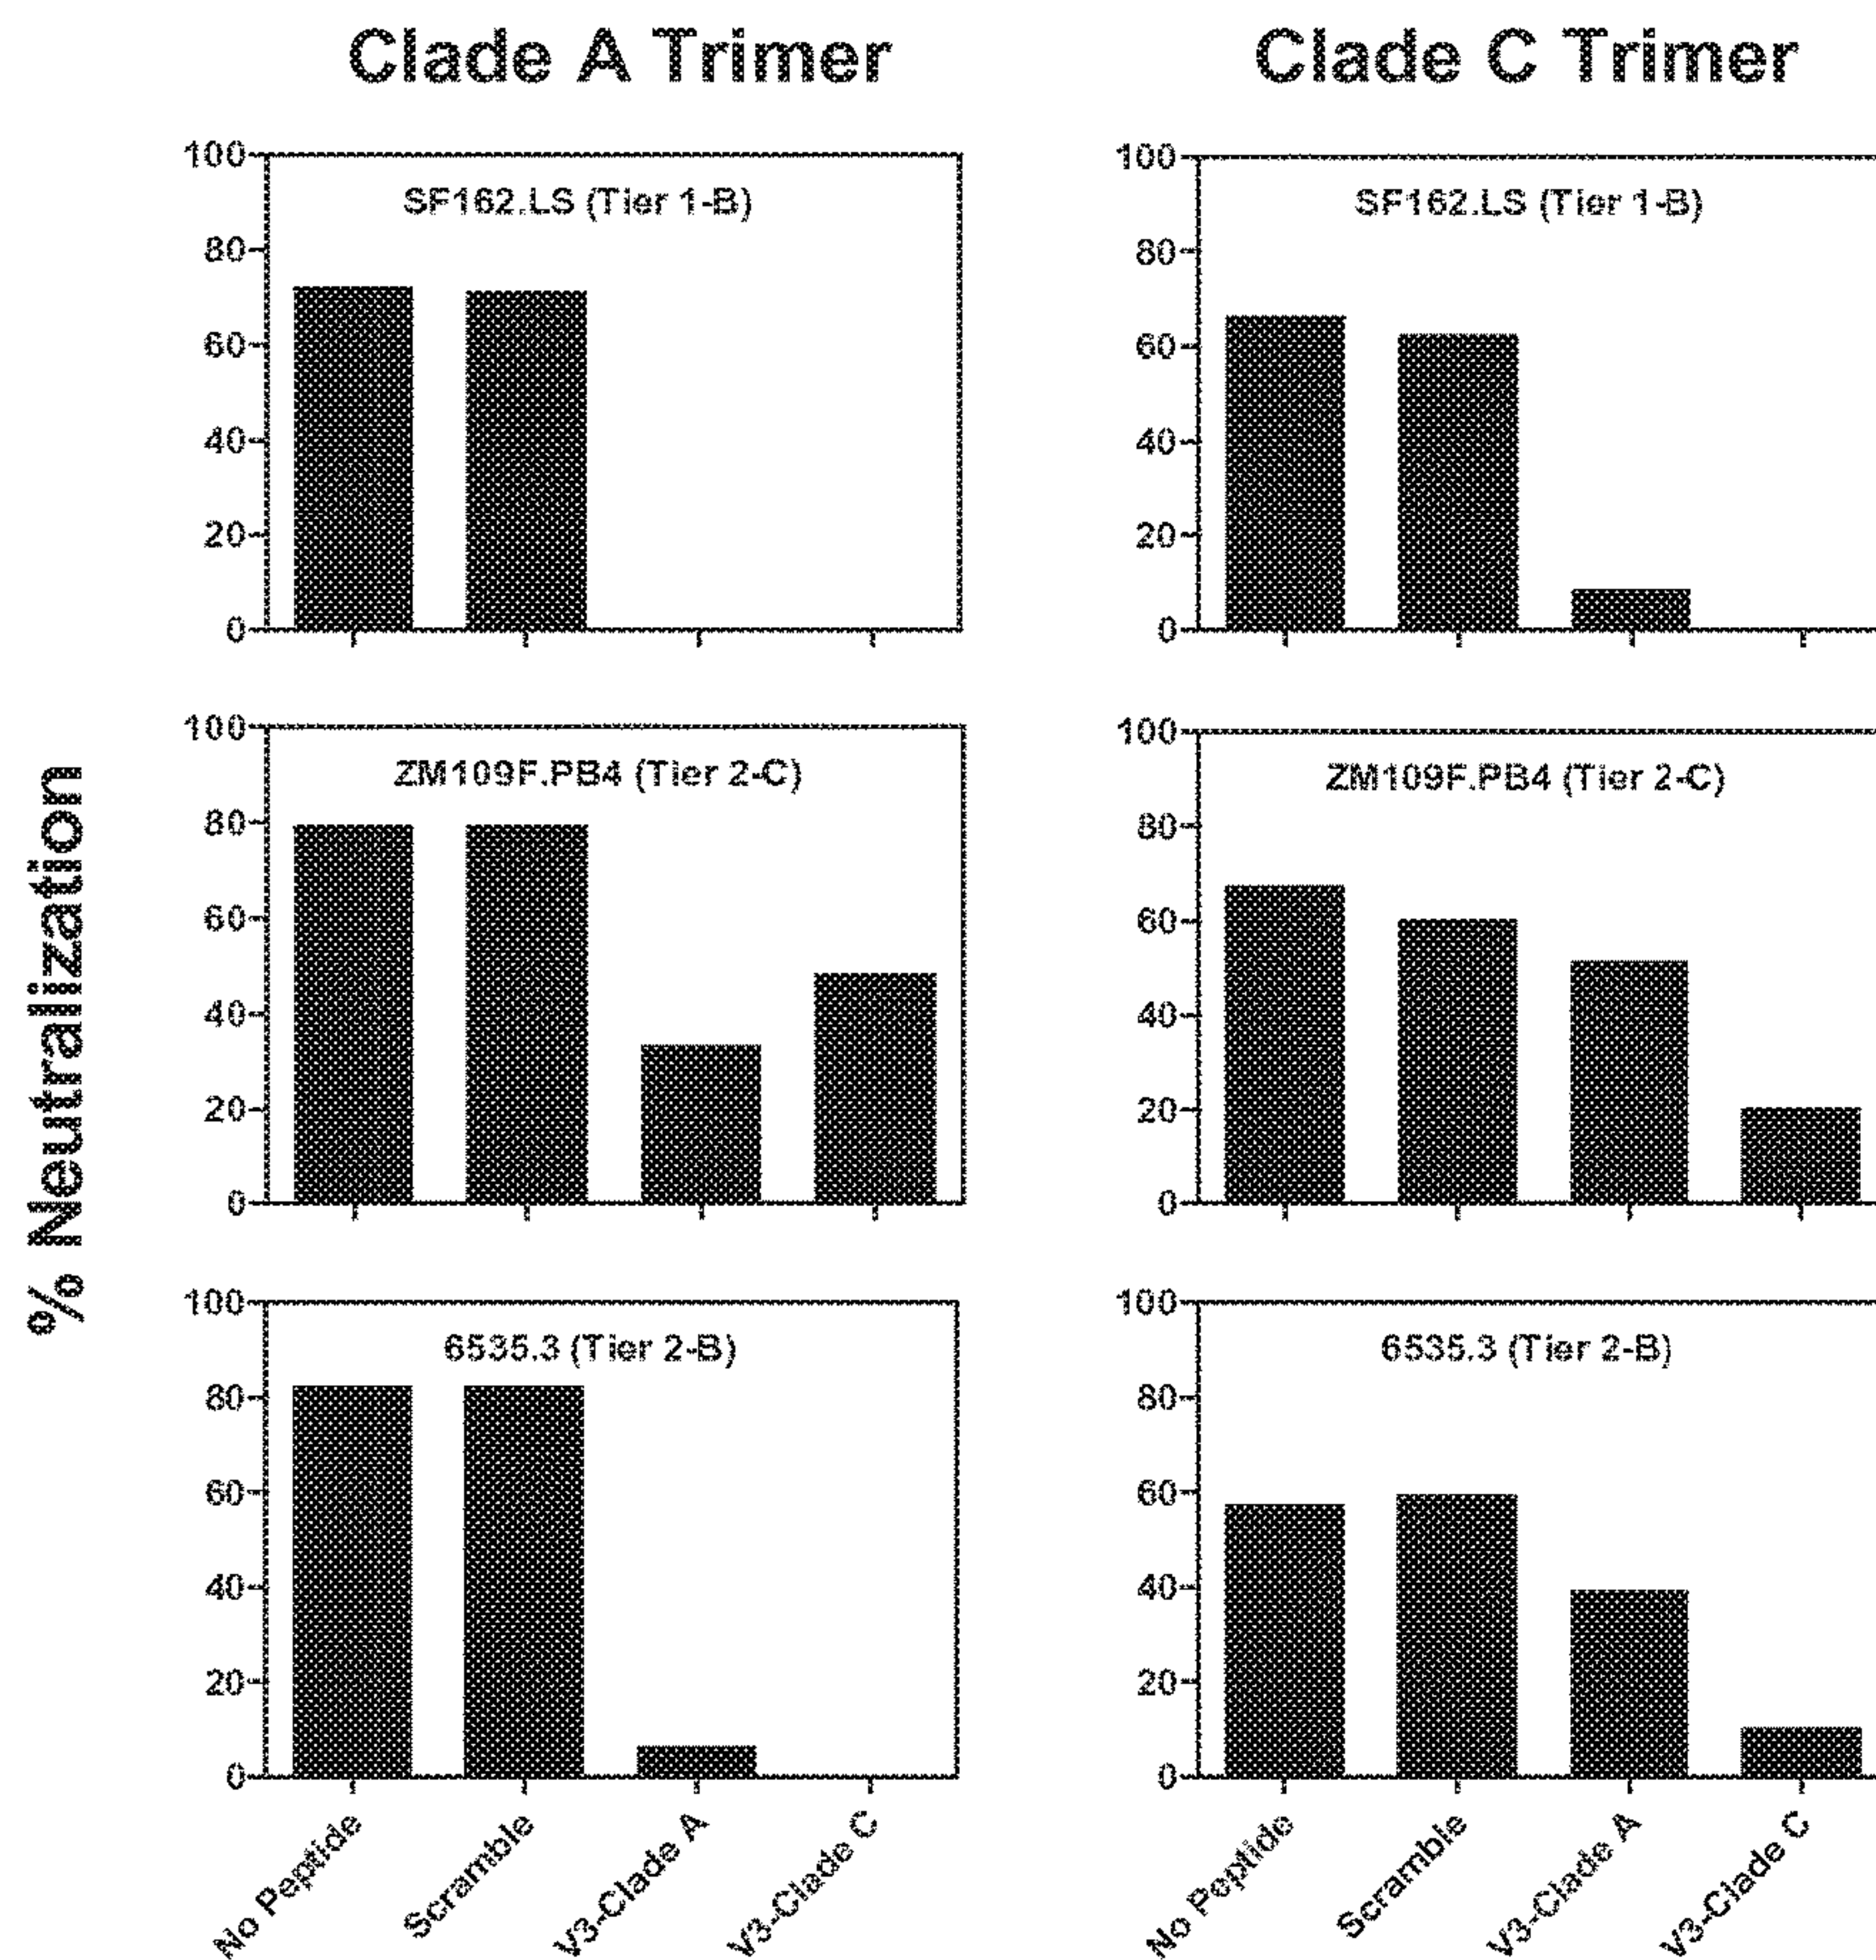 Clade A Trimer
Clade C Trimer
% Neutralization
100
80
60
40
20
0
SF162.LS (Tier 1-B)
100
80
60
40
20
0
SF162.LS (Tier 1-B)
100
80
60
40
20
0
ZM109F.PB4 (Tier 2-C)
100
80
60
40
20
0
ZM109F.PB4 (Tier 2-C)
100
80
60
40
20
0
6535.3 (Tier 2-B)
No Peptide
Scramble
V3-Clade A
V3-Clade C
100
80
60
40
20
0
6535.3 (Tier 2-B)
No Peptide
Scramble
V3-Clade A
V3-Clade C